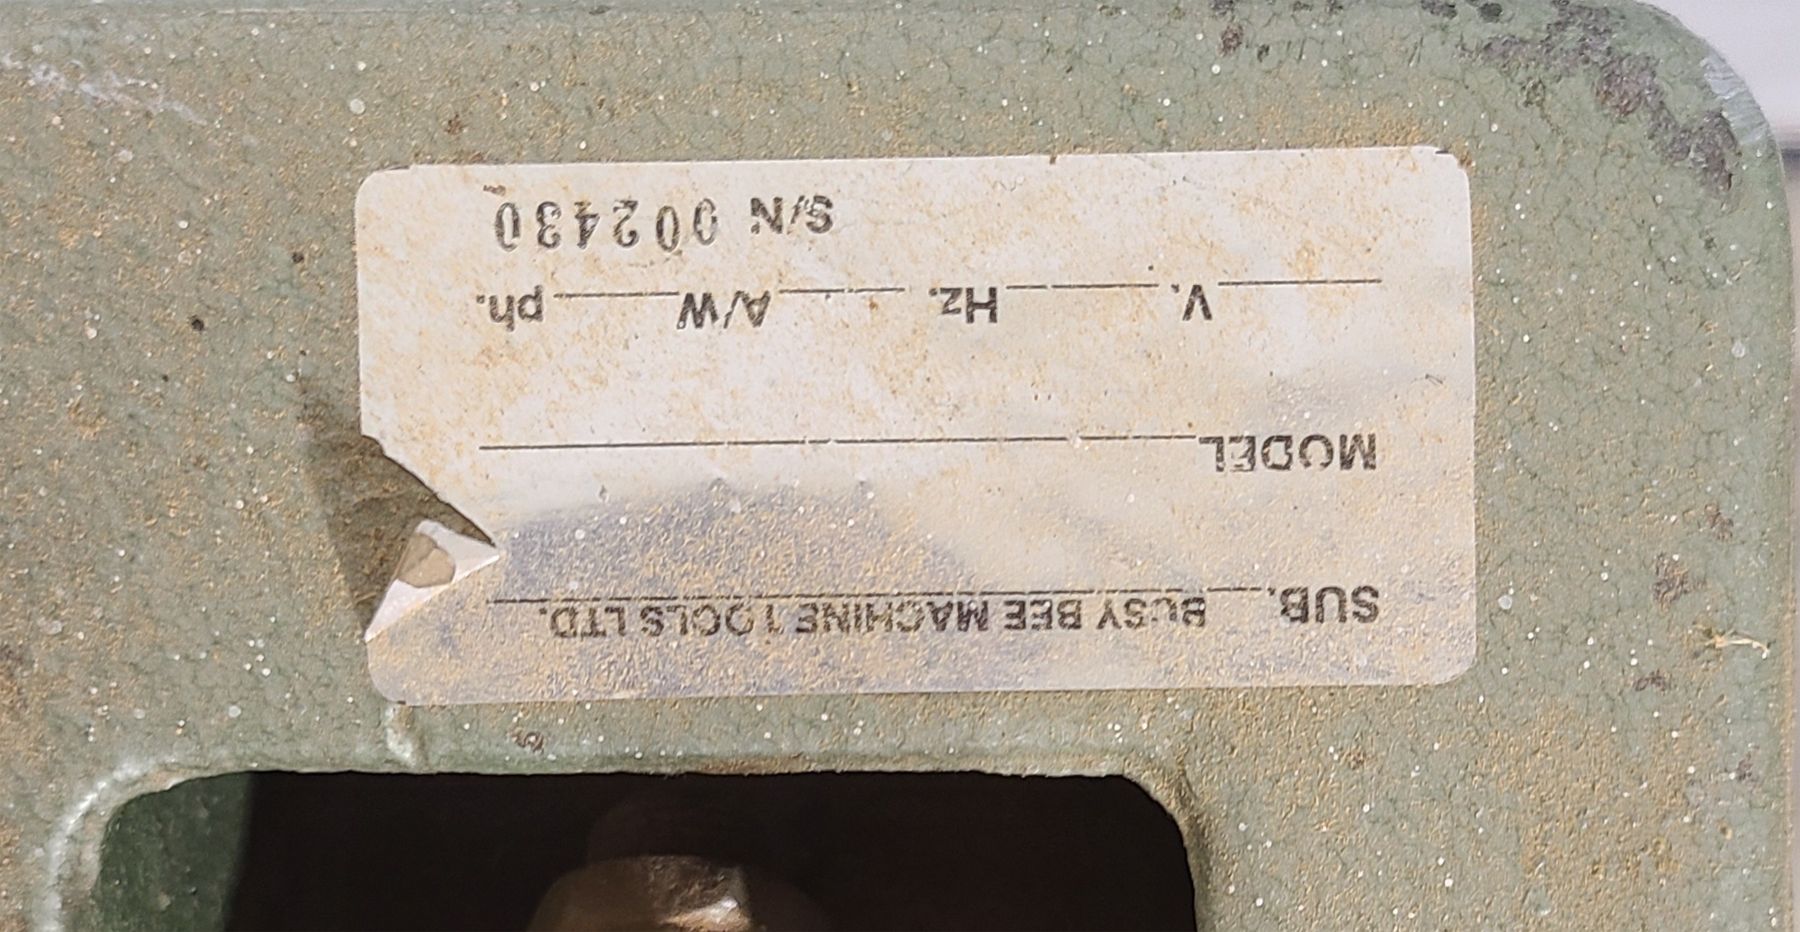 SUB. BUSY BEE MACHINE TOOLS LTD.
MODEL
V. Hz. A/W ph.
S/N 002430